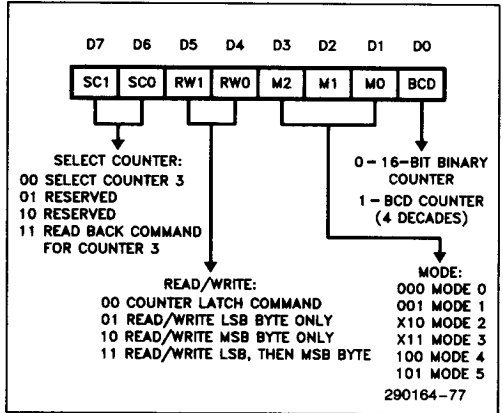 D7 D6 D5 D4 D3 D2 D1 D0
SC1 SC0 RW1 RW0 M2 M1 M0 BCD
SELECT COUNTER:
00 SELECT COUNTER 3
01 RESERVED
10 RESERVED
11 READ BACK COMMAND
FOR COUNTER 3
0-16-BIT BINARY
COUNTER
1-BCD COUNTER
(4 DECADES)
READ/WRITE:
00 COUNTER LATCH COMMAND
01 READ/WRITE LSB BYTE ONLY
10 READ/WRITE MSB BYTE ONLY
11 READ/WRITE LSB, THEN MSB BYTE
MODE:
000 MODE 0
001 MODE 1
X10 MODE 2
X11 MODE 3
100 MODE 4
101 MODE 5
290164-77